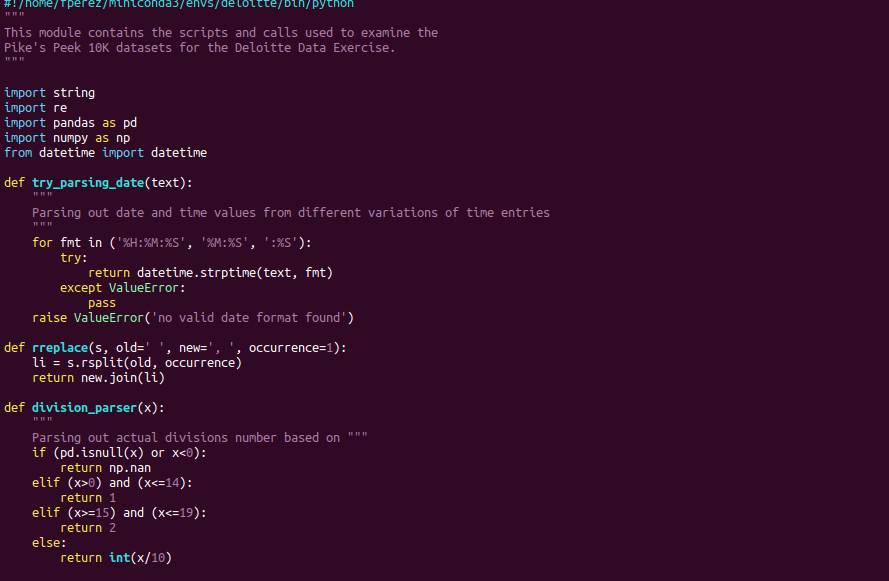 #!/home/fperez/miniconda3/envs/deloitte/bin/python
"""
This module contains the scripts and calls used to examine the
Pike's Peek 10K datasets for the Deloitte Data Exercise.
"""

import string
import re
import pandas as pd
import numpy as np
from datetime import datetime

def try_parsing_date(text):
    """
    Parsing out date and time values from different variations of time entries
    """
    for fmt in ('%H:%M:%S', '%M:%S', ':%S'):
        try:
            return datetime.strptime(text, fmt)
        except ValueError:
            pass
    raise ValueError('no valid date format found')

def rreplace(s, old=' ', new=', ', occurrence=1):
    li = s.rsplit(old, occurrence)
    return new.join(li)

def division_parser(x):
    """
    Parsing out actual divisions number based on """
    if (pd.isnull(x) or x<0):
        return np.nan
    elif (x>0) and (x<=14):
        return 1
    elif (x>=15) and (x<=19):
        return 2
    else:
        return int(x/10)